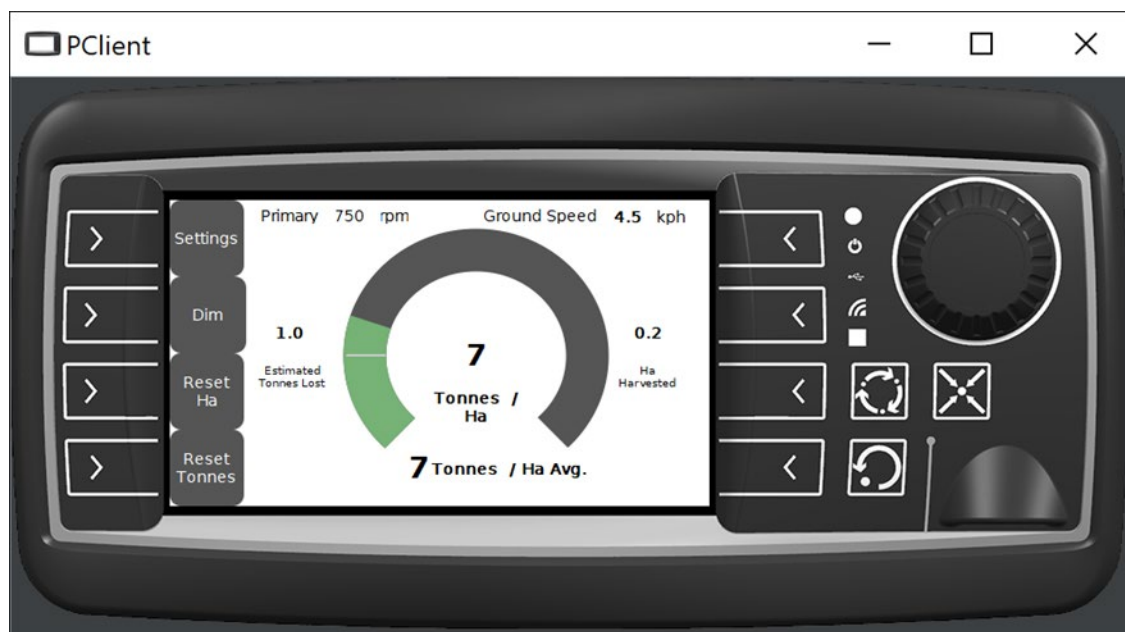 PClient
Settings
Primary 750 rpm
Ground Speed 4.5 kph
Dim
1.0
Estimated
Tonnes Lost
7
Tonnes /
Ha
0.2
Ha
Harvested
Reset
Ha
Reset
Tonnes
7 Tonnes / Ha Avg.